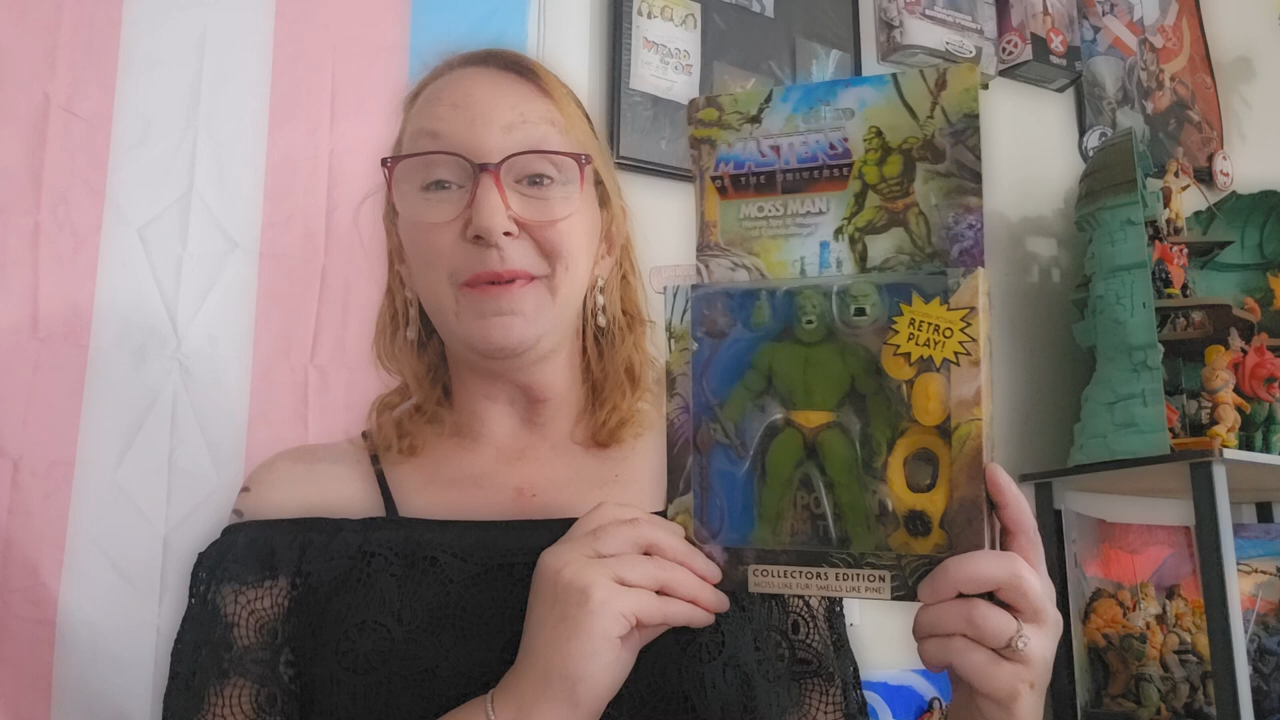 WIZARD
OF
OZ
MASTERS
OF THE UNIVERSE
MOSS MAN
RETRO
PLAY!
COLLECTORS EDITION
MOSS-LIKE FUR! SMELLS LIKE PINE!